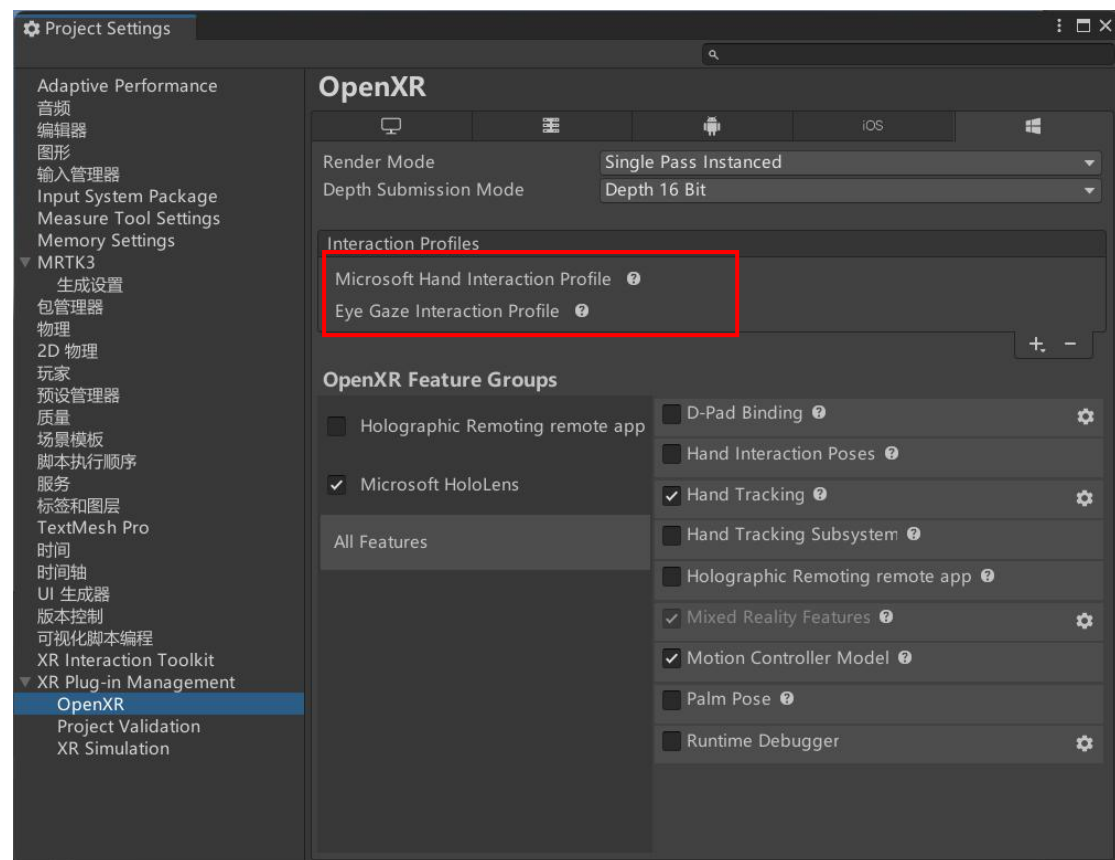 Project Settings
Adaptive Performance
音频
编辑器
图形
输入管理器
Input System Package
Measure Tool Settings
Memory Settings
MRTK3
生成设置
包管理器
物理
2D 物理
玩家
预设管理器
质量
场景模板
脚本执行顺序
服务
标签和图层
TextMesh Pro
时间
时间轴
UI 生成器
版本控制
可视化脚本编程
XR Interaction Toolkit
XR Plug-in Management
OpenXR
Project Validation
XR Simulation
OpenXR
iOS
Render Mode Single Pass Instanced
Depth Submission Mode Depth 16 Bit
Interaction Profiles
Microsoft Hand Interaction Profile
Eye Gaze Interaction Profile
OpenXR Feature Groups
Holographic Remoting remote app
Microsoft HoloLens
All Features
D-Pad Binding
Hand Interaction Poses
Hand Tracking
Hand Tracking Subsystem
Holographic Remoting remote app
Mixed Reality Features
Motion Controller Model
Palm Pose
Runtime Debugger